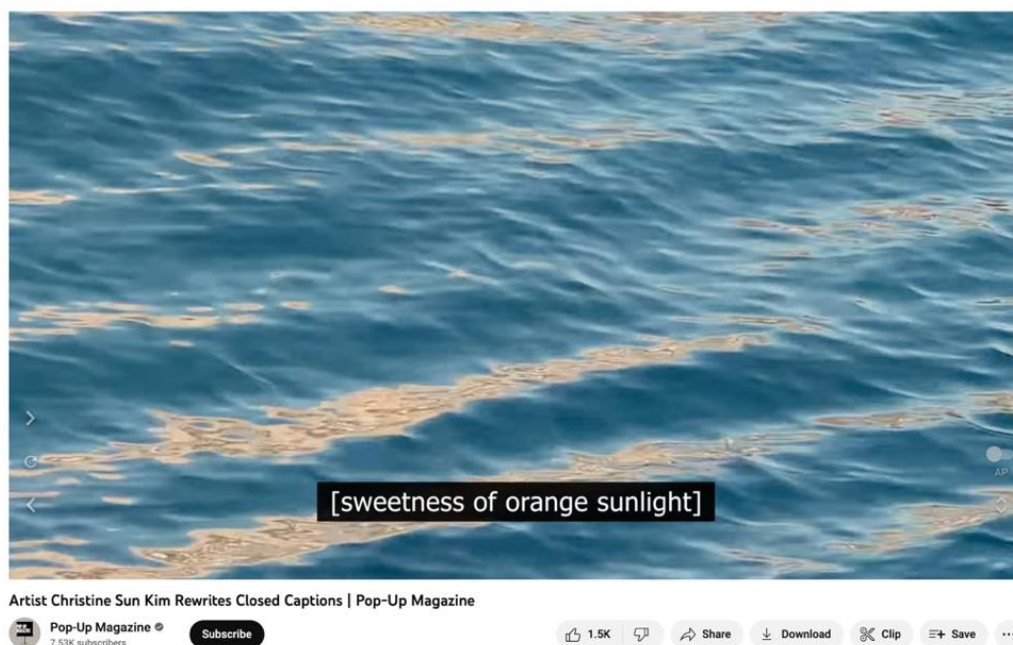 [sweetness of orange sunlight]
AP
Artist Christine Sun Kim Rewrites Closed Captions | Pop-Up Magazine
Pop-Up Magazine
7.53K subscribers
Subscribe
1.5K
Share
Download
Clip
Save